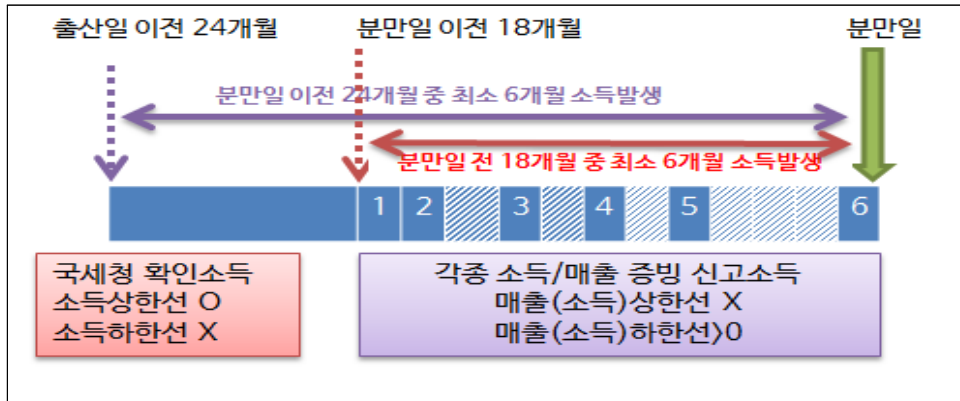 출산일 이전 24개월
분만일 이전 18개월
분만일
분만일 이전 24개월 중 최소 6개월 소득발생
분만일 전 18개월 중 최소 6개월 소득발생
1 2 3 4 5 6
국세청 확인소득
소득상한선 O
소득하한선 X
각종 소득/매출 증빙 신고소득
매출(소득)상한선 X
매출(소득)하한선>0